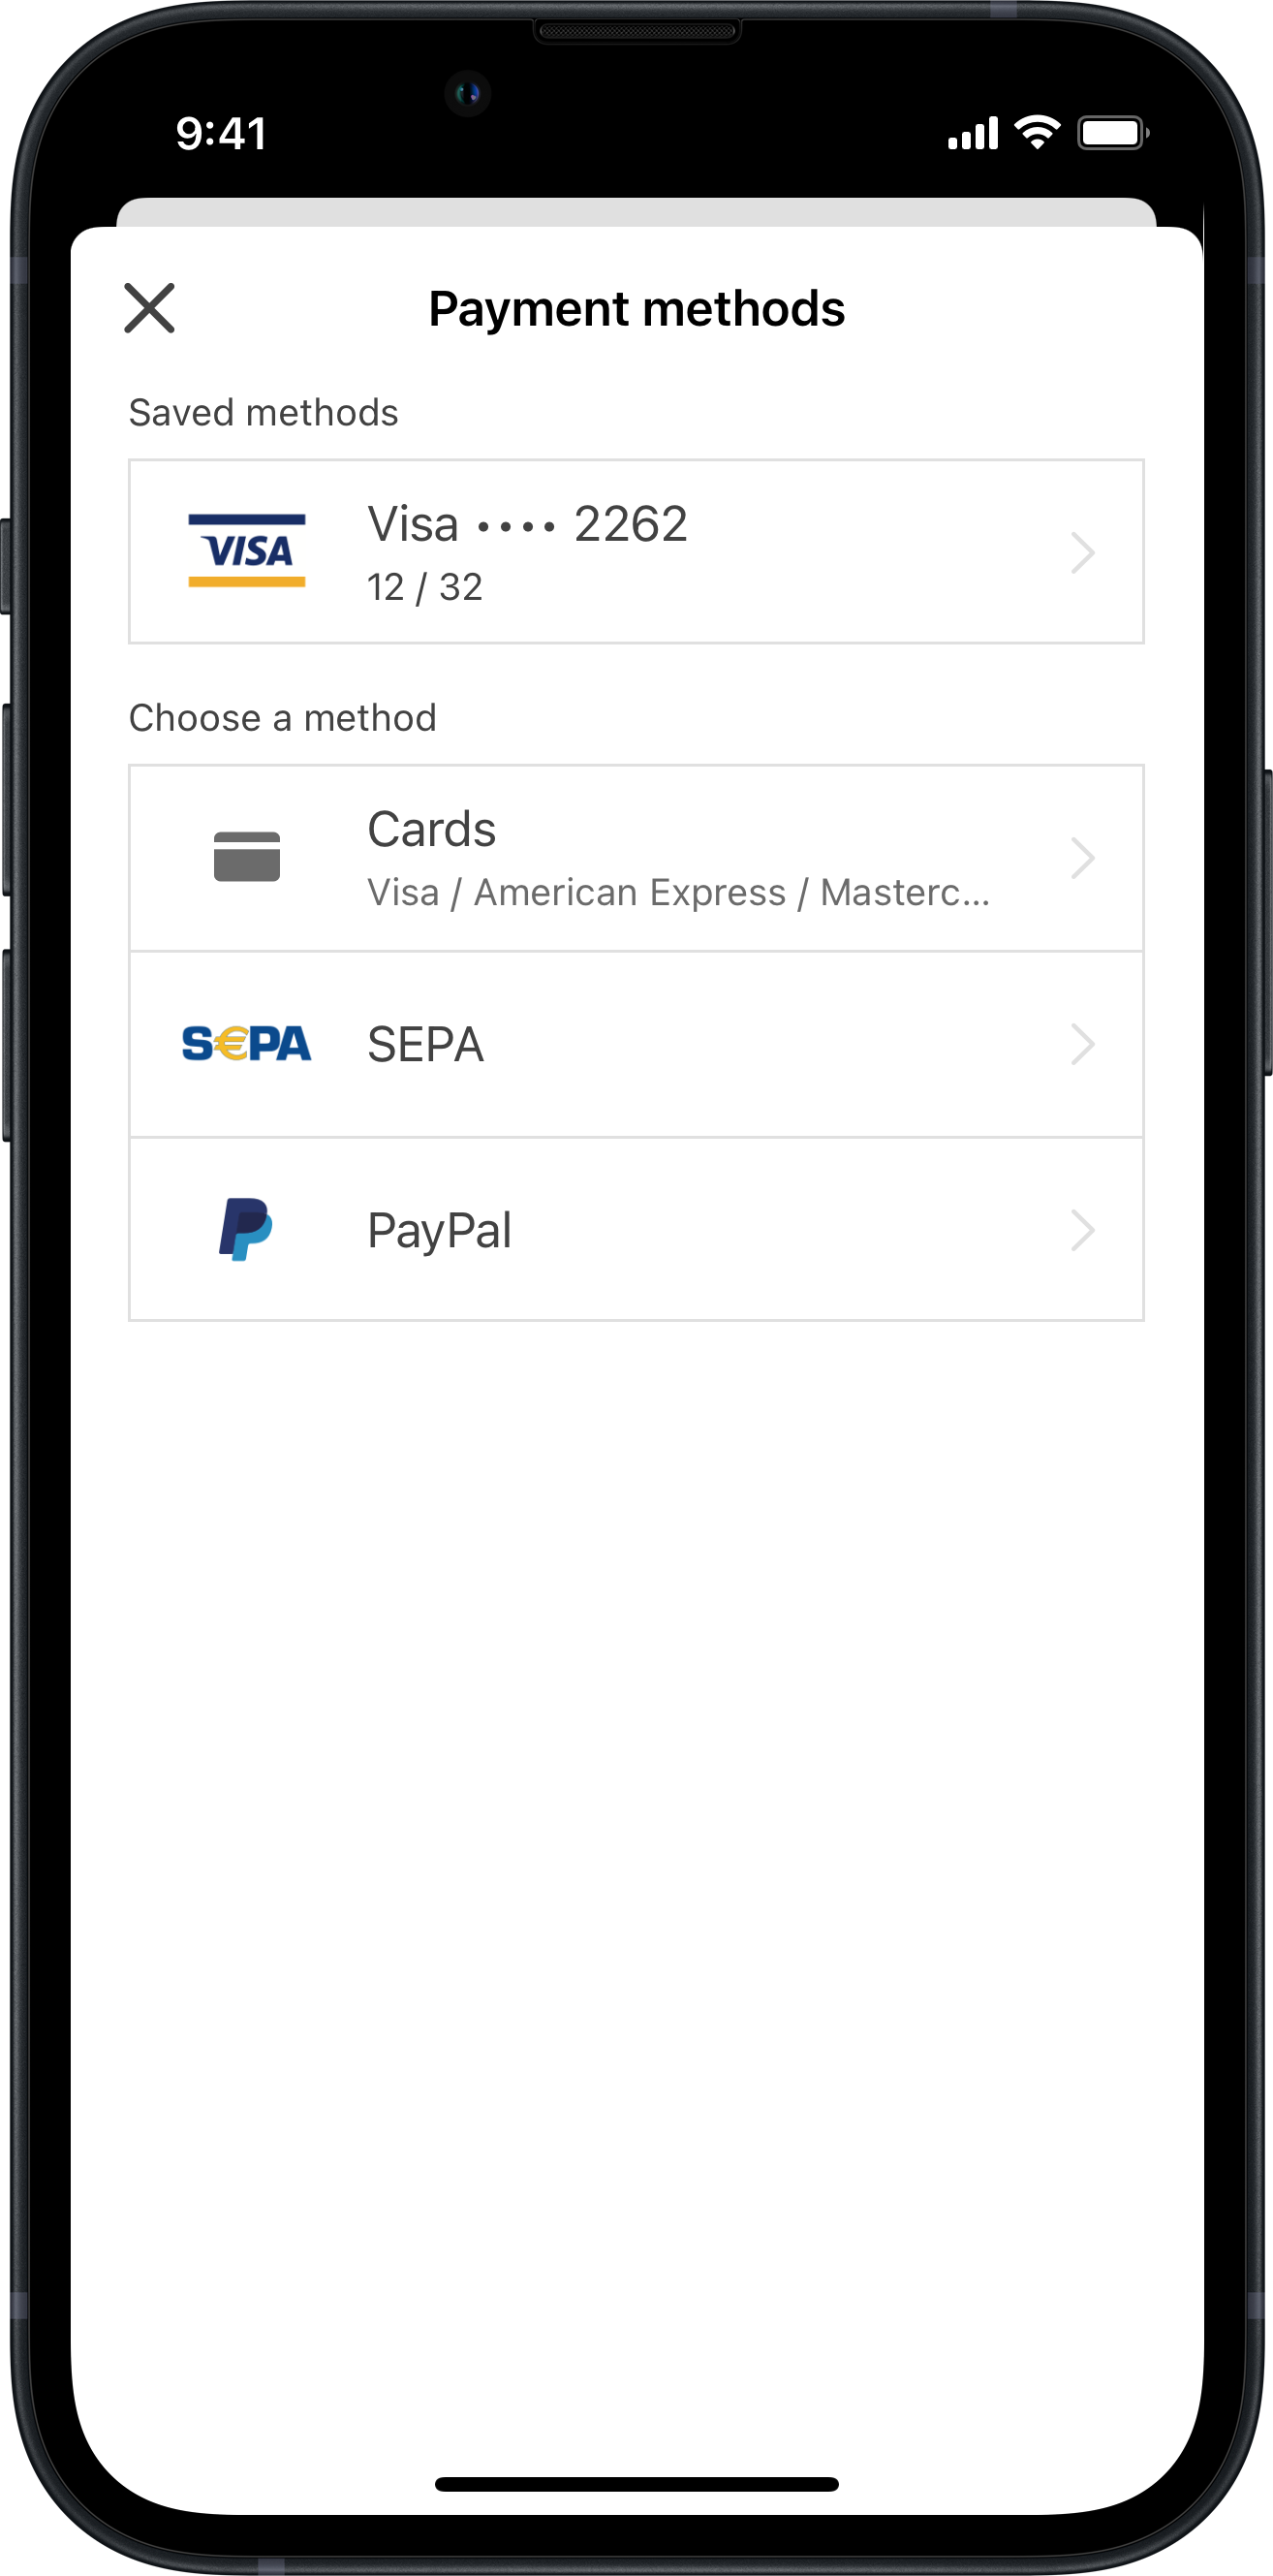 9:41
Payment methods
Saved methods
VISA
Visa •••• 2262
12 / 32
Choose a method
Cards
Visa / American Express / Masterc...
S€PA
SEPA
PayPal